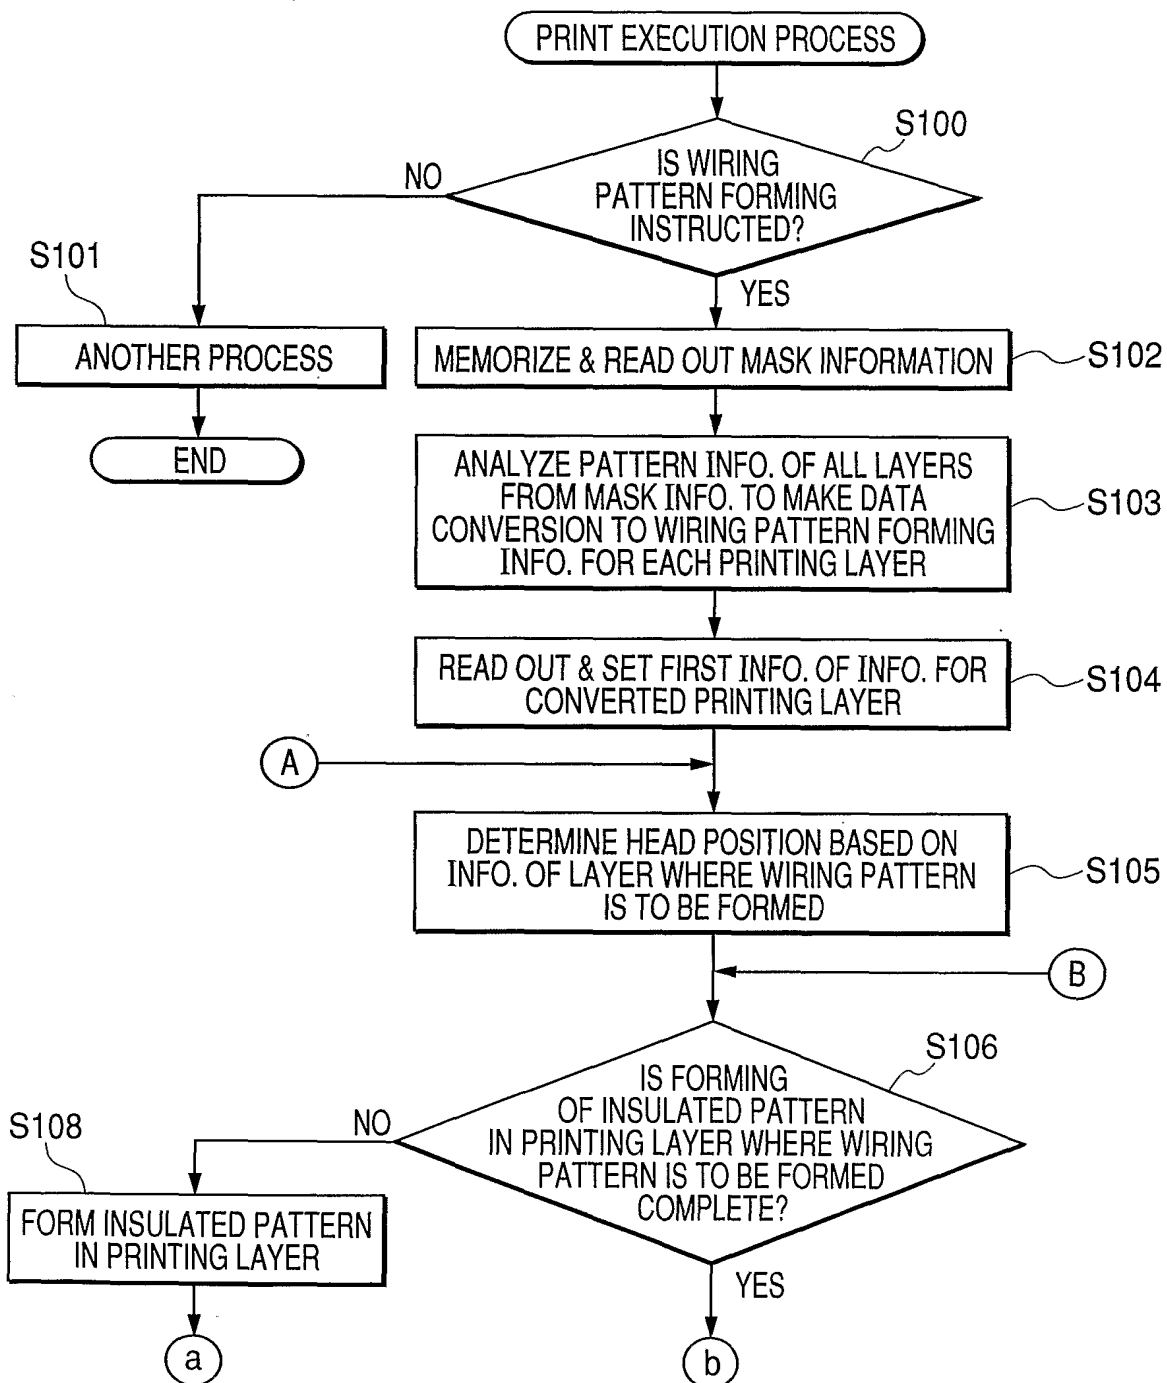 PRINT EXECUTION PROCESS
S100
IS WIRING
PATTERN FORMING
INSTRUCTED?
NO
YES
S101
ANOTHER PROCESS
END
MEMORIZE & READ OUT MASK INFORMATION
S102
ANALYZE PATTERN INFO. OF ALL LAYERS
FROM MASK INFO. TO MAKE DATA
CONVERSION TO WIRING PATTERN FORMING
INFO. FOR EACH PRINTING LAYER
S103
READ OUT & SET FIRST INFO. OF INFO. FOR
CONVERTED PRINTING LAYER
S104
A
DETERMINE HEAD POSITION BASED ON
INFO. OF LAYER WHERE WIRING PATTERN
IS TO BE FORMED
S105
B
S106
IS FORMING
OF INSULATED PATTERN
IN PRINTING LAYER WHERE WIRING
PATTERN IS TO BE FORMED
COMPLETE?
NO
YES
S108
FORM INSULATED PATTERN
IN PRINTING LAYER
a
b